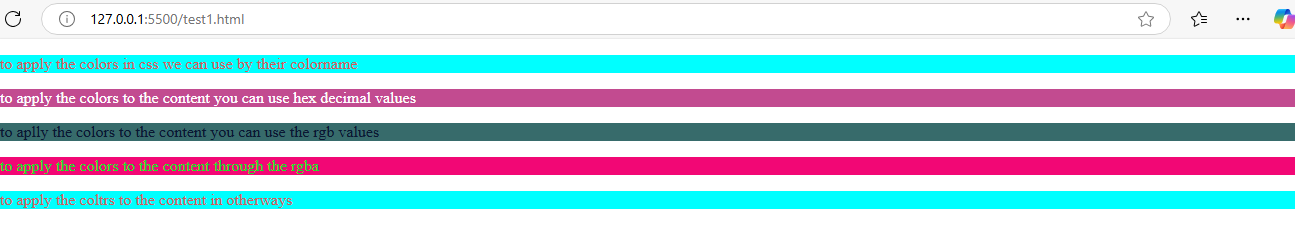 127.0.0.1:5500/test1.html
to apply the colors in css we can use by their colorname
to apply the colors to the content you can use hex decimal values
to aplly the colors to the content you can use the rgb values
to apply the colors to the content through the rgba
to apply the coltrs to the content in otherways